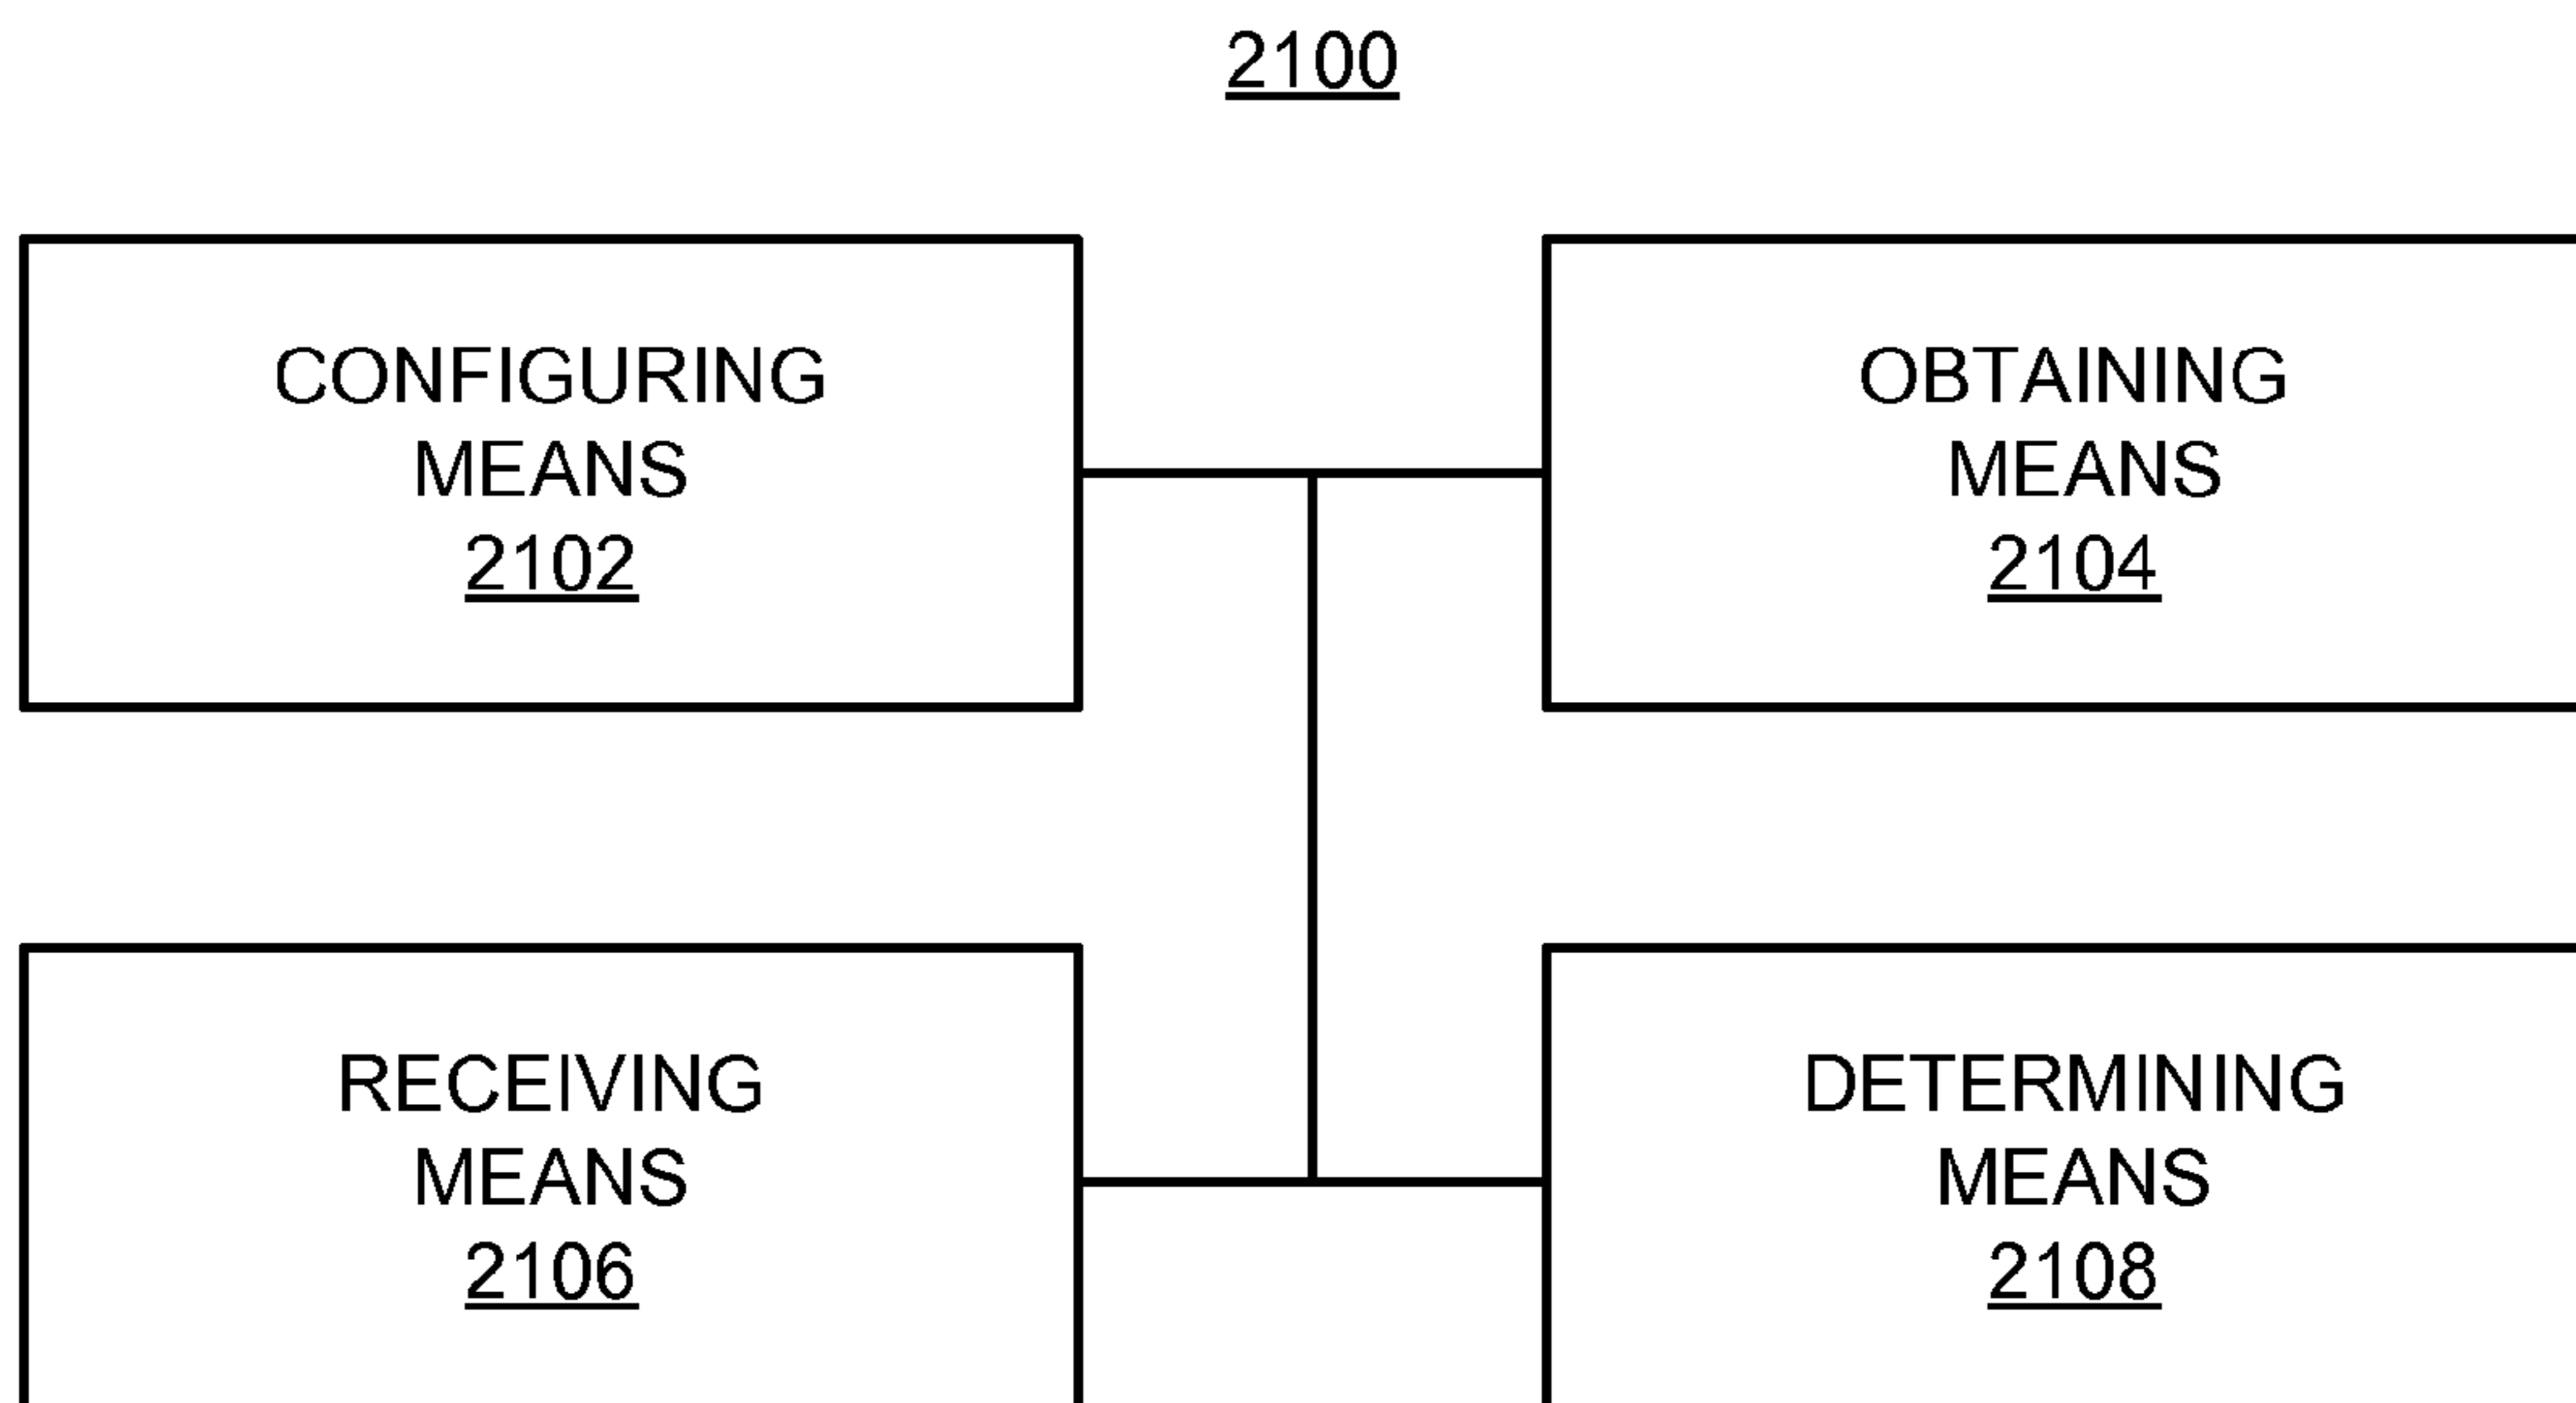 2100
CONFIGURING
MEANS
2102
OBTAINING
MEANS
2104
RECEIVING
MEANS
2106
DETERMINING
MEANS
2108